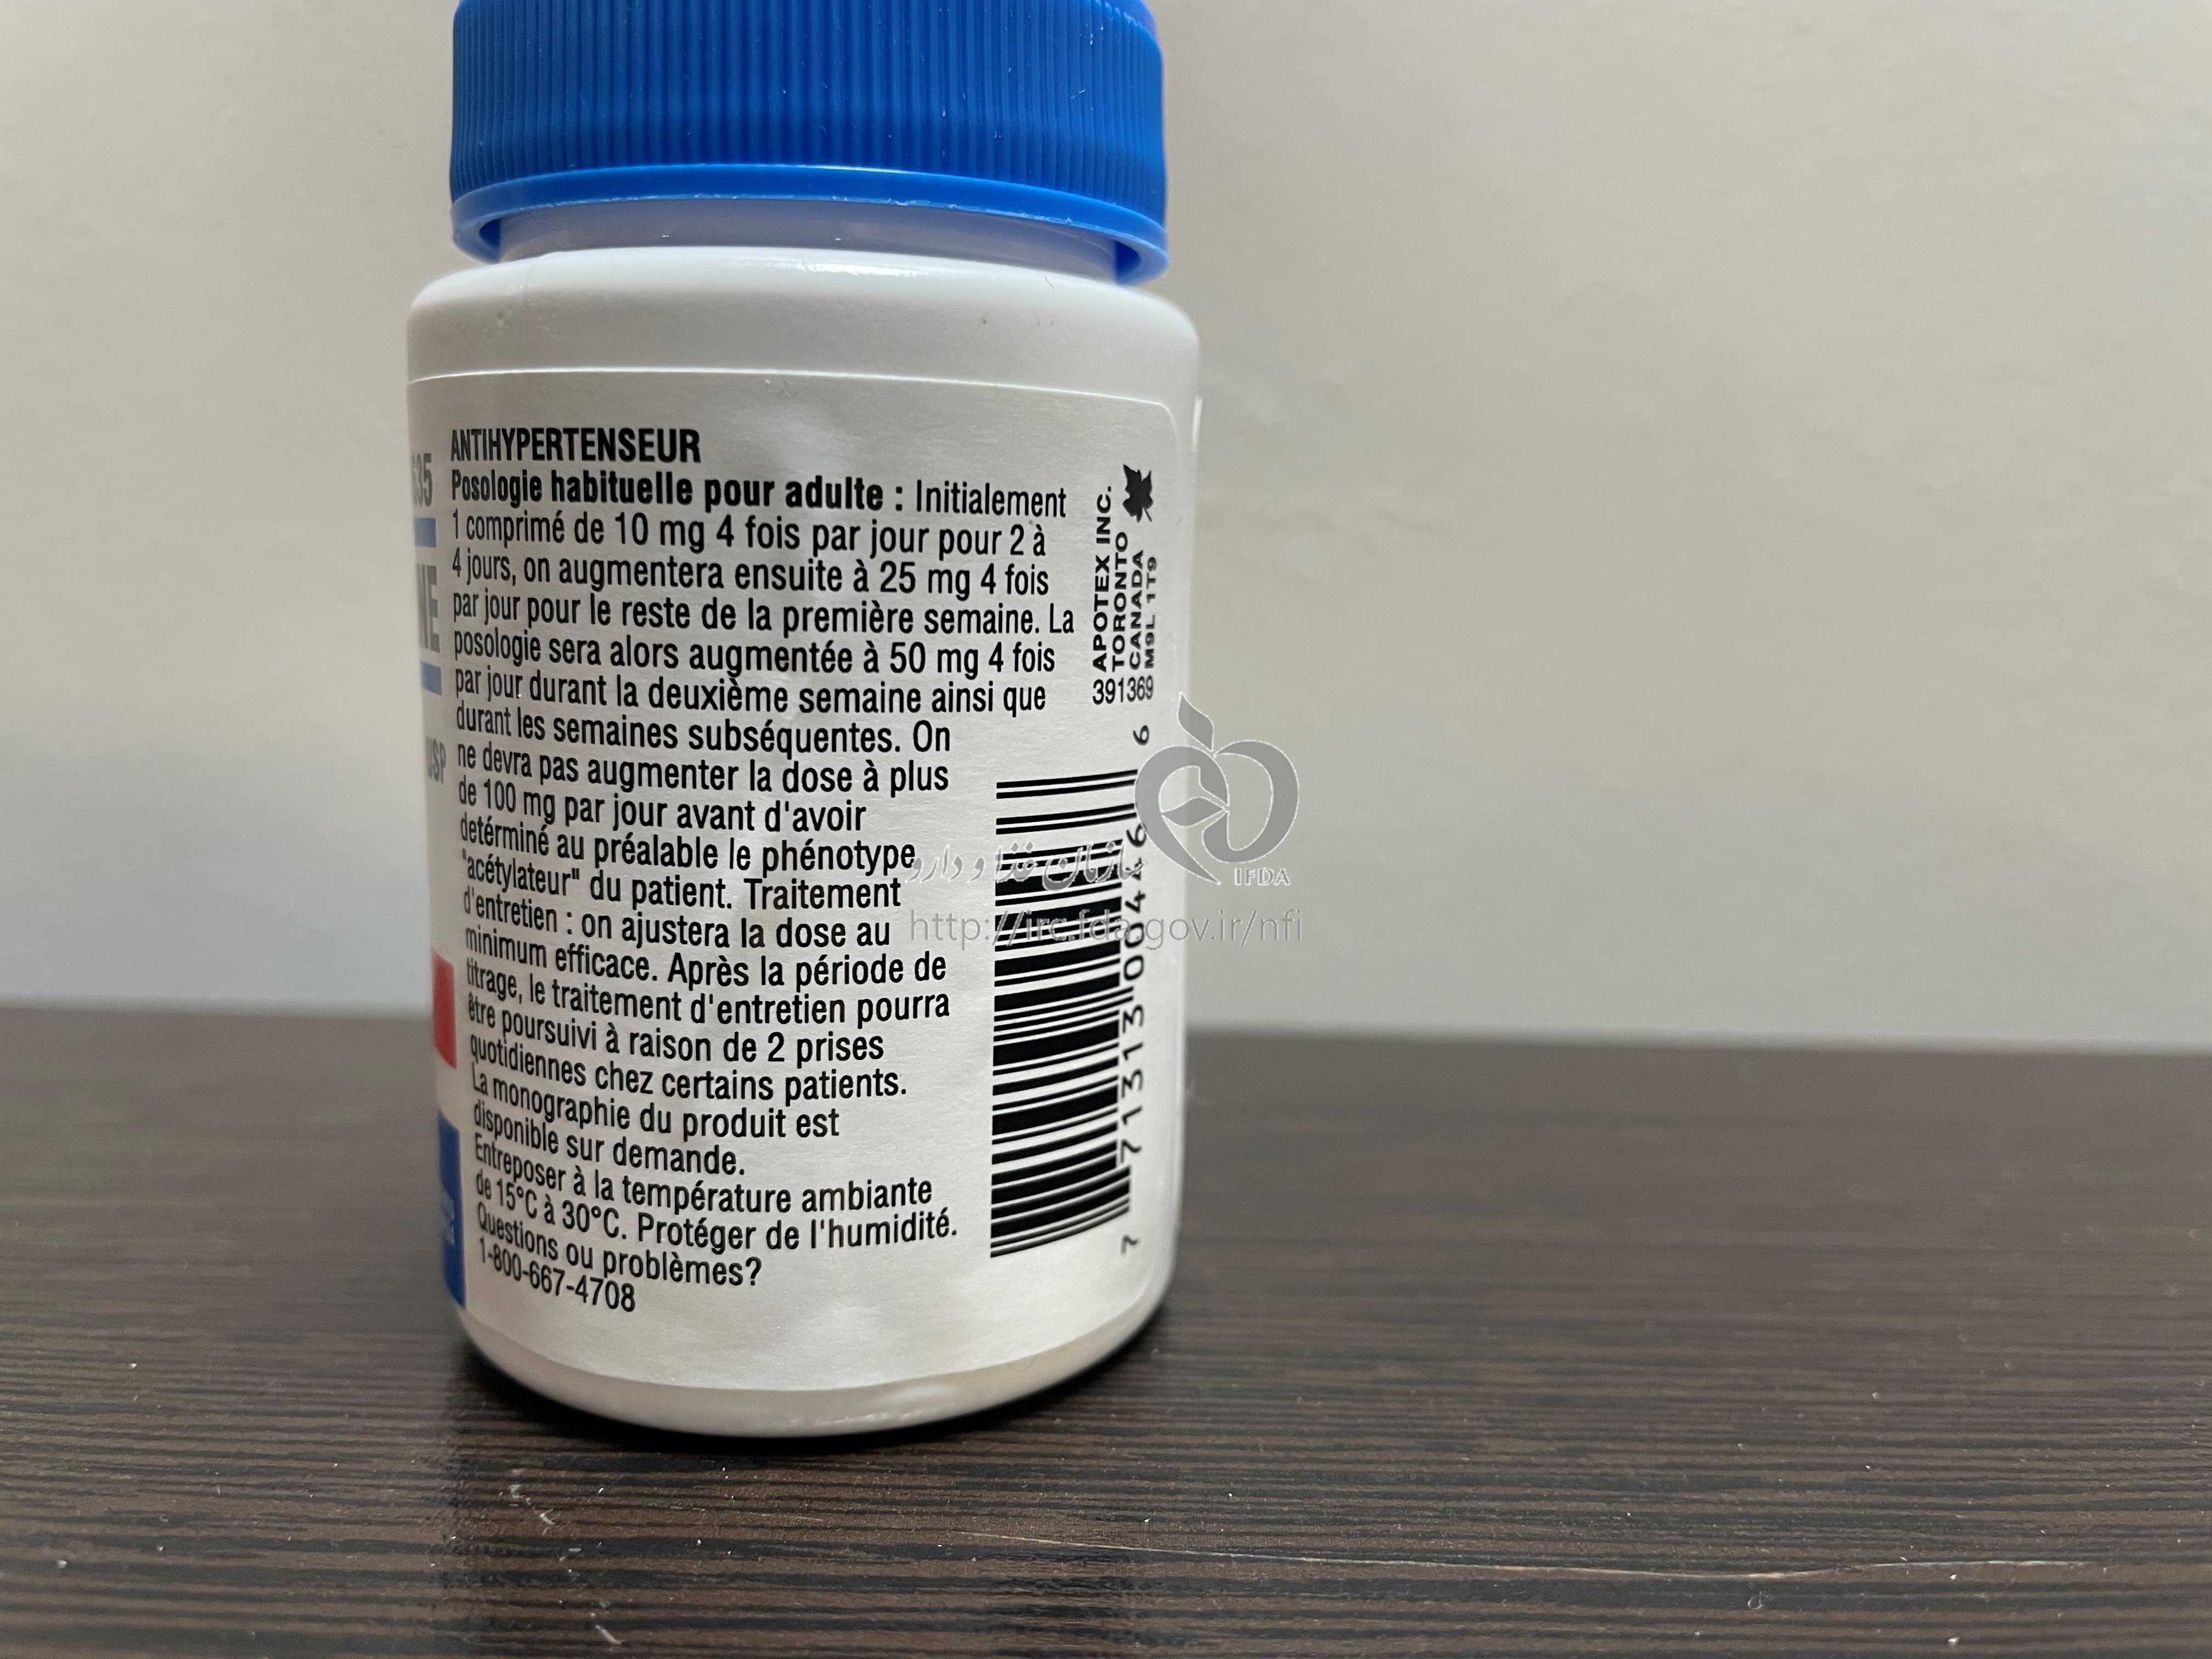 ANTIHYPERTENSEUR
Posologie habituelle pour adulte : Initialement
1 comprimé de 10 mg 4 fois par jour pour 2 à
4 jours, on augmentera ensuite à 25 mg 4 fois
par jour pour le reste de la première semaine. La
posologie sera alors augmentée à 50 mg 4 fois
par jour durant la deuxième semaine ainsi que
durant les semaines subséquentes. On
ne devra pas augmenter la dose à plus
de 100 mg par jour avant d'avoir
detérminé au préalable le phénotype
"acétylateur" du patient. Traitement
d'entretien : on ajustera la dose au
minimum efficace. Après la période de
titrage, le traitement d'entretien pourra
être poursuivi à raison de 2 prises
quotidiennes chez certains patients.
La monographie du produit est
disponible sur demande.
Entreposer à la température ambiante
de 15°C à 30°C. Protéger de l'humidité.
Questions ou problèmes?
1-800-667-4708
APOTEX INC.
TORONTO
CANADA
M9L 1T9
391369
7 71313 00446 6
635
NE
USP
سازمان غذا و دارو
IFDA
http://irc.fda.gov.ir/nfi